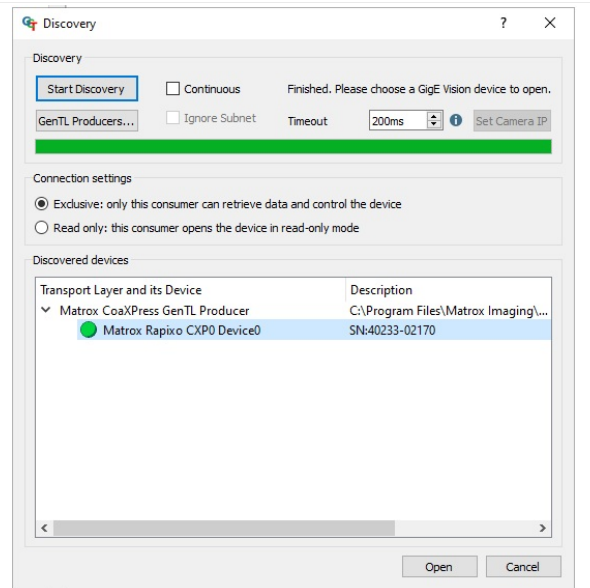 Discovery
Discovery
Start Discovery Continuous Finished. Please choose a GigE Vision device to open.
GenTL Producers... Ignore Subnet Timeout 200ms Set Camera IP
Connection settings
Exclusive: only this consumer can retrieve data and control the device
Read only: this consumer opens the device in read-only mode
Discovered devices
Transport Layer and its Device Description
Matrox CoaXPress GenTL Producer C:\Program Files\Matrox Imaging\...
Matrox Rapixo CXP0 Device0 SN:40233-02170
Open Cancel